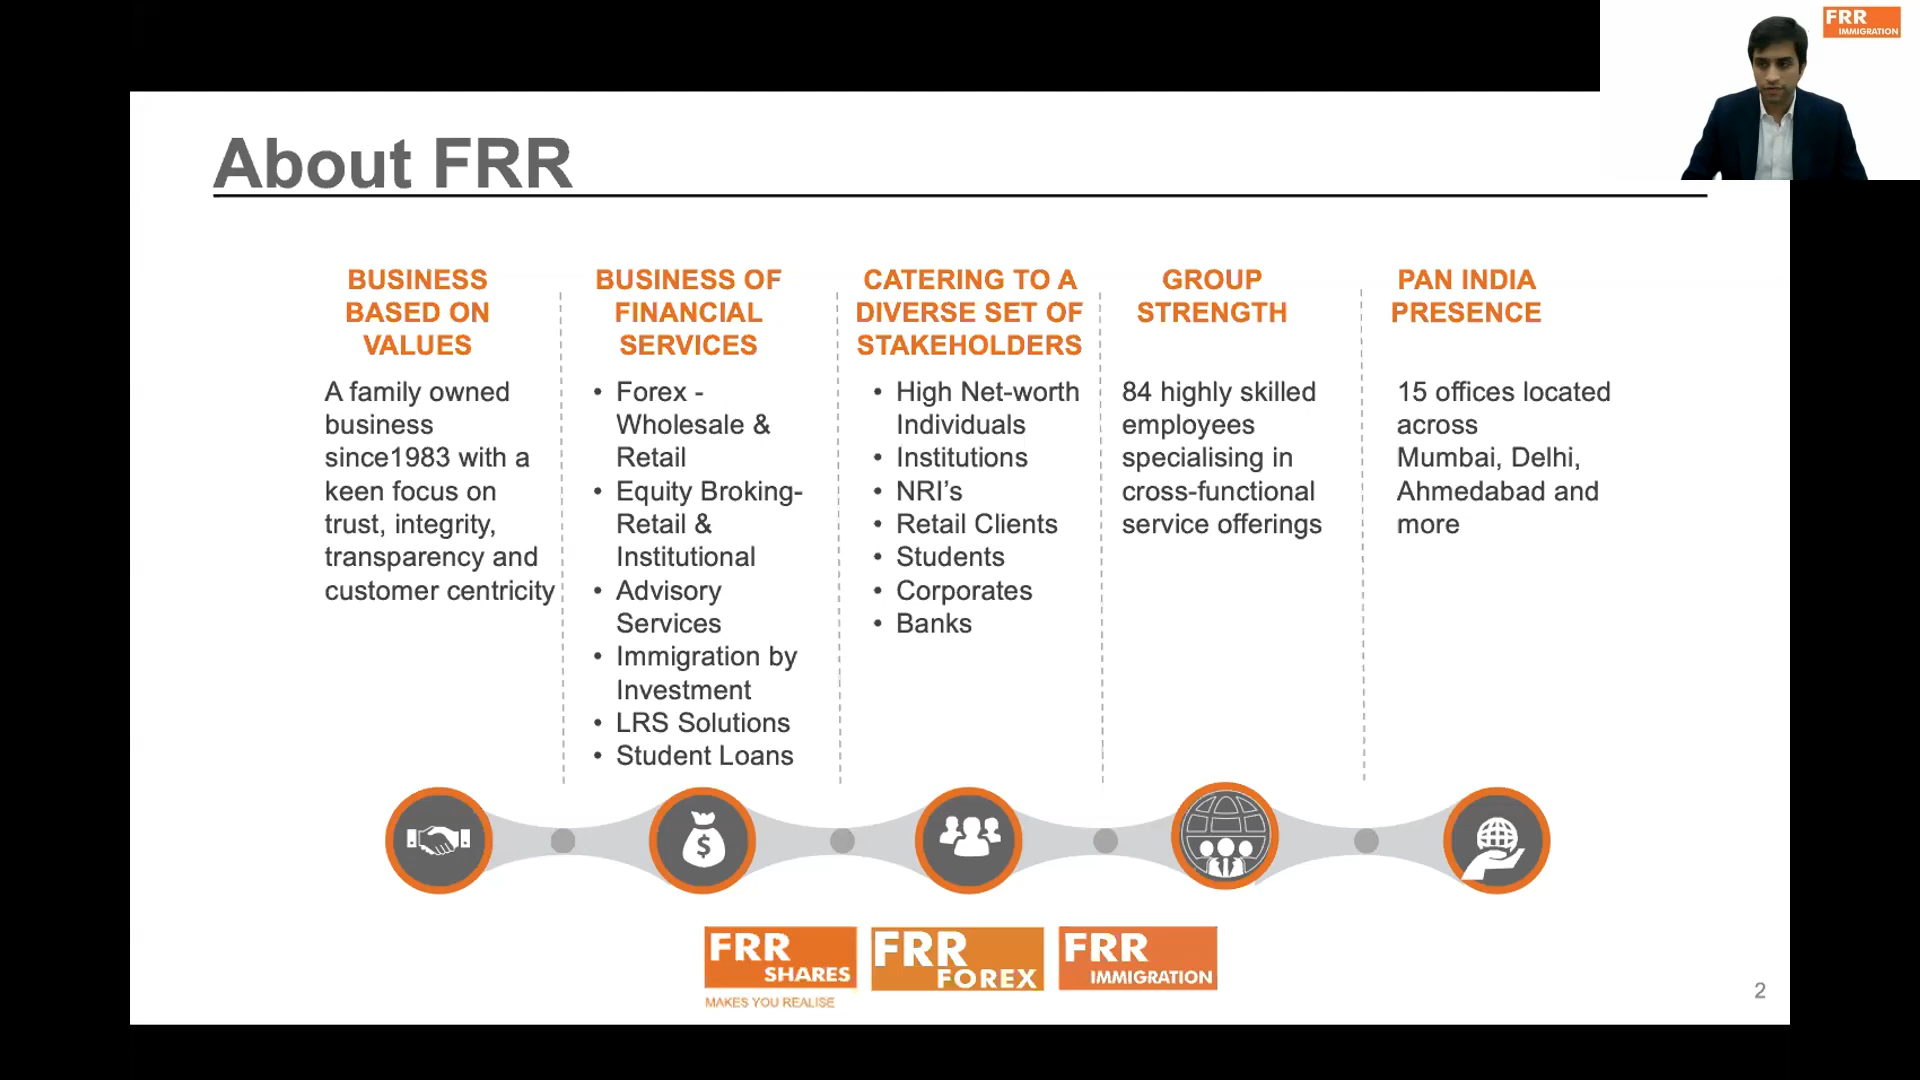 FRR
IMMIGRATION
About FRR
BUSINESS
BASED ON
VALUES
A family owned
business
since1983 with a
keen focus on
trust, integrity,
transparency and
customer centricity
BUSINESS OF
FINANCIAL
SERVICES
• Forex -
Wholesale &
Retail
• Equity Broking-
Retail &
Institutional
• Advisory
Services
• Immigration by
Investment
• LRS Solutions
• Student Loans
CATERING TO A
DIVERSE SET OF
STAKEHOLDERS
• High Net-worth
Individuals
• Institutions
• NRI’s
• Retail Clients
• Students
• Corporates
• Banks
GROUP
STRENGTH
84 highly skilled
employees
specialising in
cross-functional
service offerings
PAN INDIA
PRESENCE
15 offices located
across
Mumbai, Delhi,
Ahmedabad and
more
$
FRR
SHARES
MAKES YOU REALISE
FRR
FOREX
FRR
IMMIGRATION
2